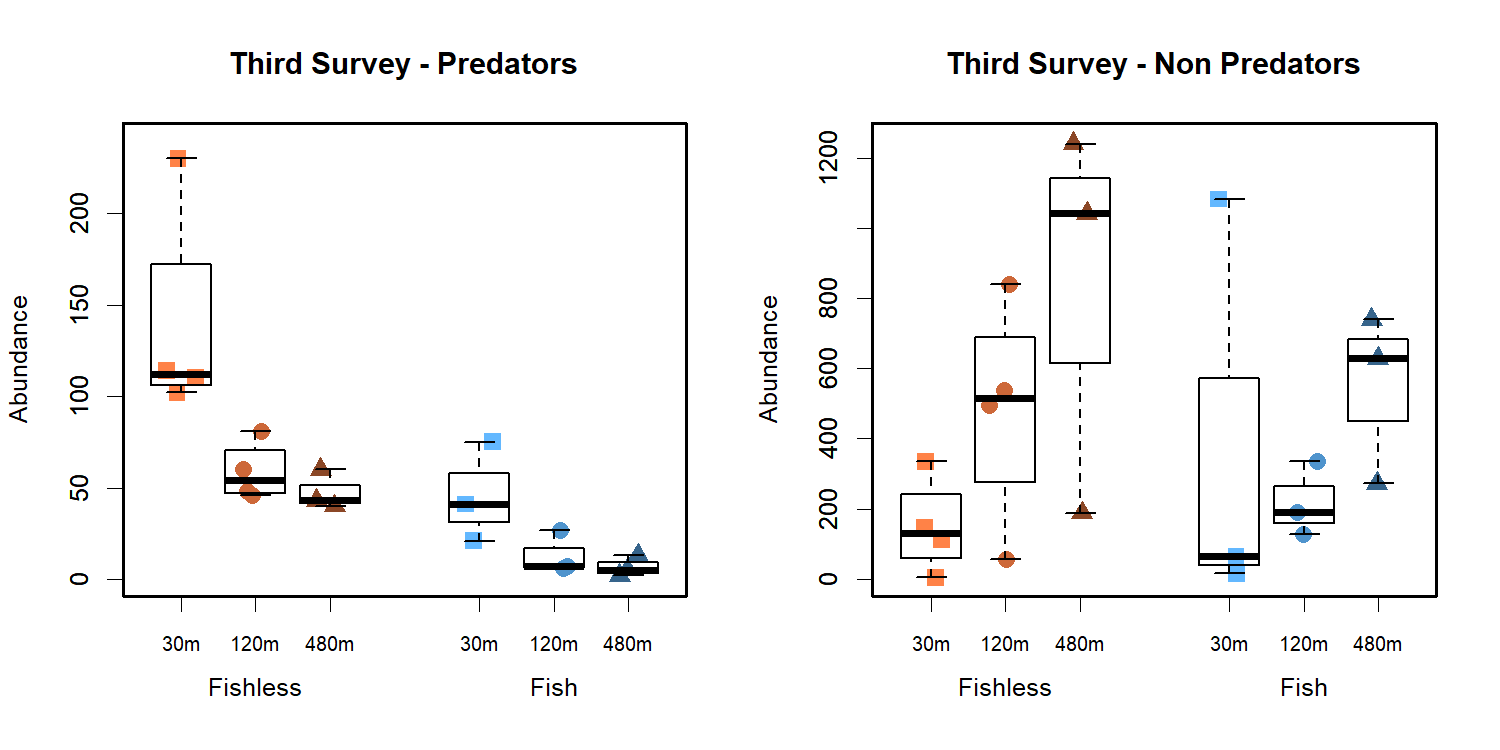 Third Survey - Predators
Abundance
0
50
100
150
200
30m 120m 480m 30m 120m 480m
Fishless Fish
Third Survey - Non Predators
Abundance
0
200
400
600
800
1200
30m 120m 480m 30m 120m 480m
Fishless Fish